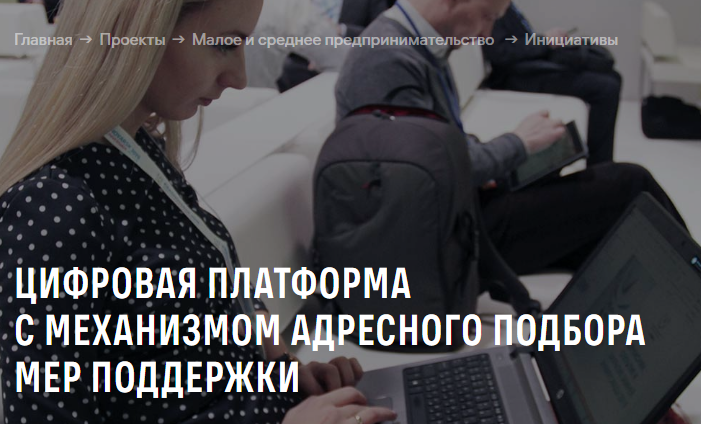 Главная → Проекты → Малое и среднее предпринимательство → Инициативы
ЦИФРОВАЯ ПЛАТФОРМА
С МЕХАНИЗМОМ АДРЕСНОГО ПОДБОРА
МЕР ПОДДЕРЖКИ